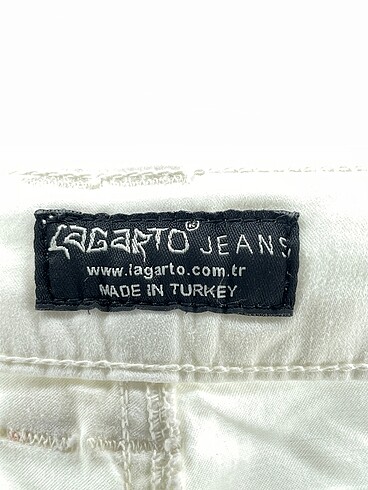 LAGARTO® JEANS
www.lagarto.com.tr
MADE IN TURKEY